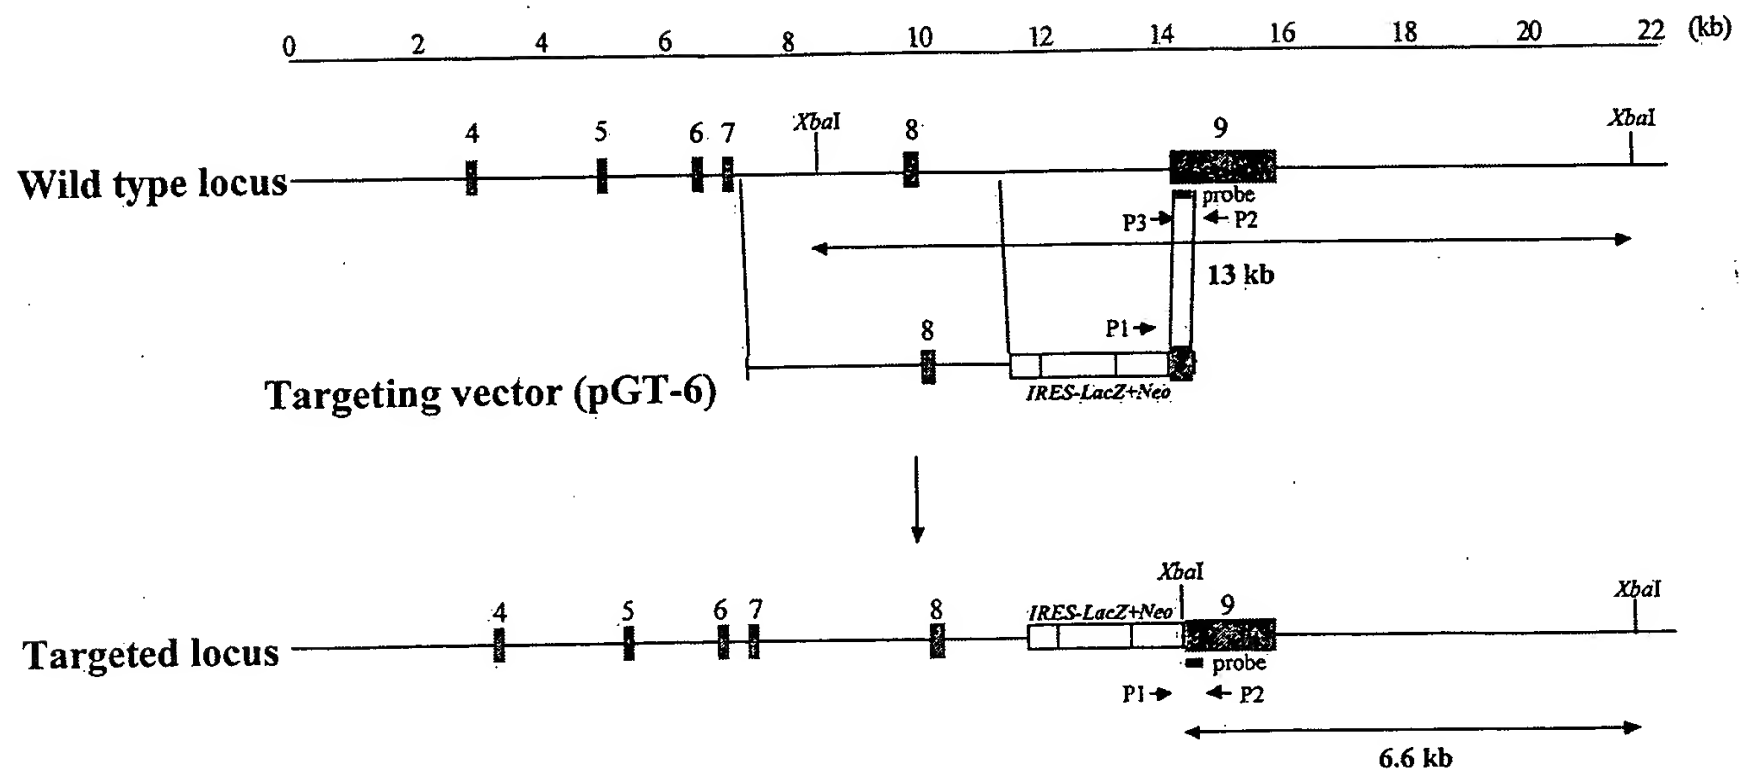 0 2 4 6 8 10 12 14 16 18 20 22 (kb)
4 5 6 7 XbaI 8 9 XbaI
Wild type locus
probe
P3 P2
13 kb
P1
8
Targeting vector (pGT-6)
IRES-LacZ+Neo
XbaI
4 5 6 7 8 IRES-LacZ+Neo 9 XbaI
Targeted locus
probe
P1 P2
6.6 kb